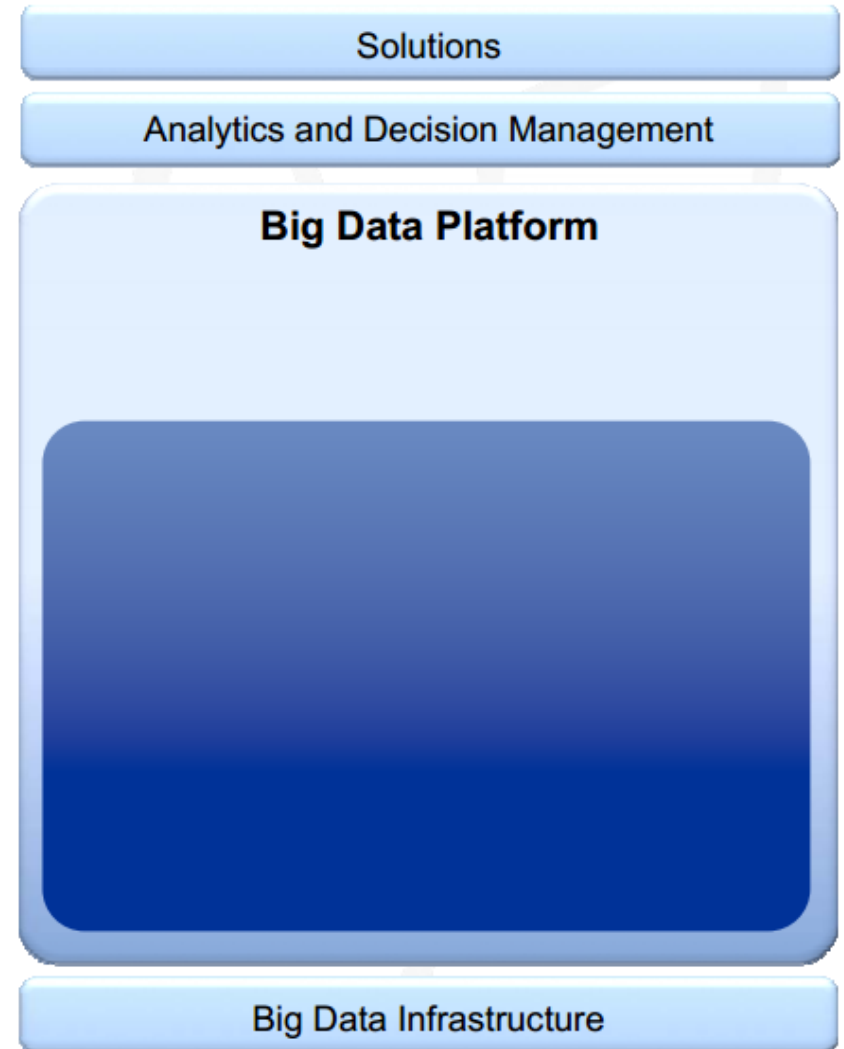 Solutions
Analytics and Decision Management
Big Data Platform
Big Data Infrastructure